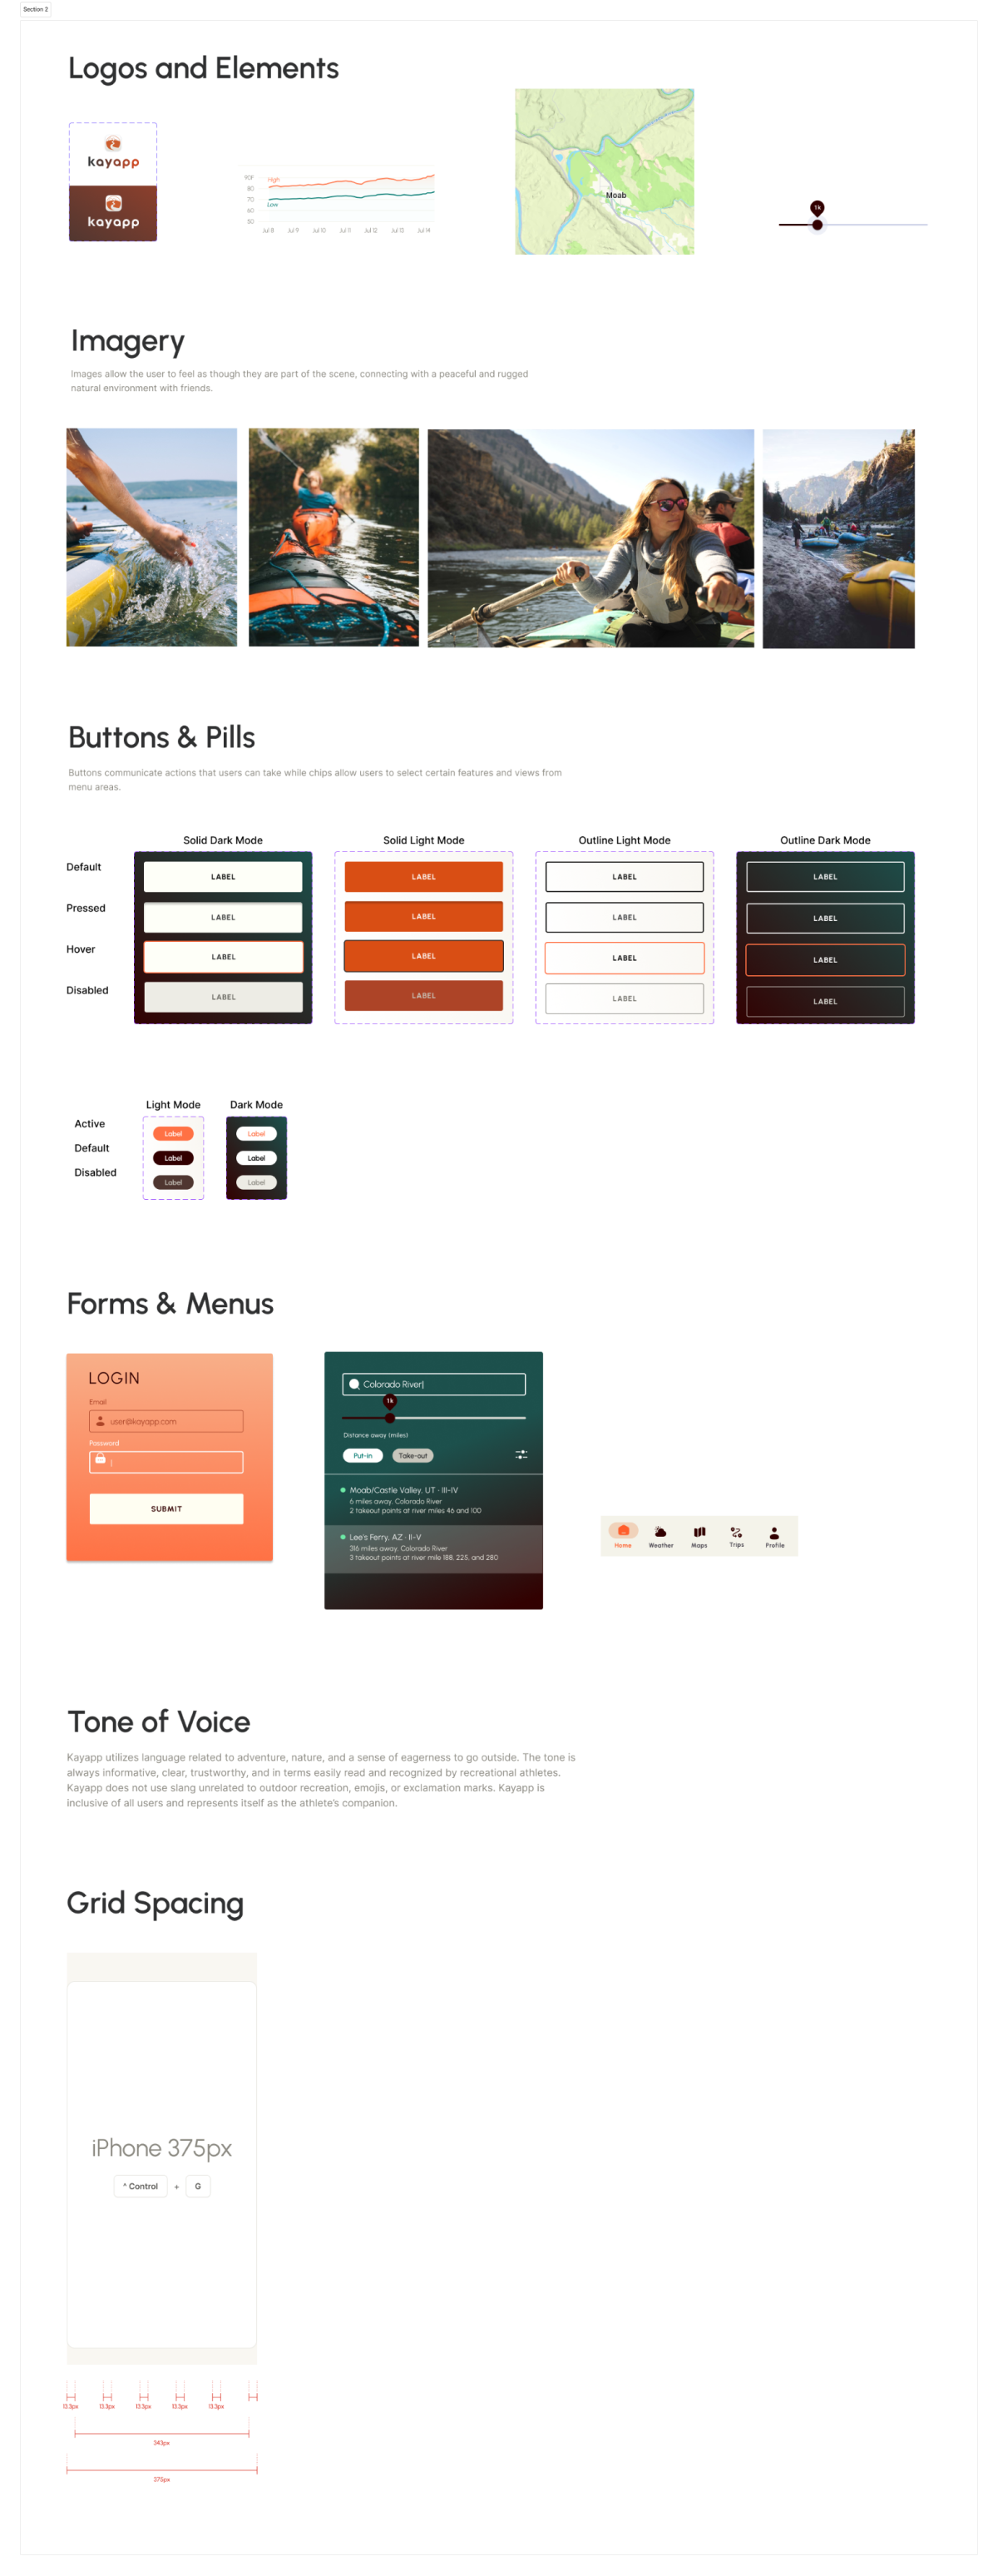 Section 2
Logos and Elements
kayapp
kayapp
90F
80
70
60
50
High
Low
Jul 8
Jul 9
Jul 10
Jul 11
Jul 12
Jul 13
Jul 14
Moab
1k
Imagery
Images allow the user to feel as though they are part of the scene, connecting with a peaceful and rugged
natural environment with friends.
Buttons & Pills
Buttons communicate actions that users can take while chips allow users to select certain features and views from
menu areas.
Solid Dark Mode
Solid Light Mode
Outline Light Mode
Outline Dark Mode
Default
LABEL
LABEL
LABEL
LABEL
Pressed
LABEL
LABEL
LABEL
LABEL
Hover
LABEL
LABEL
LABEL
LABEL
Disabled
LABEL
LABEL
LABEL
LABEL
Light Mode
Dark Mode
Active
Label
Label
Default
Label
Label
Disabled
Label
Label
Forms & Menus
LOGIN
Email
user@kayapp.com
Password
SUBMIT
Colorado River
1k
Distance away (miles)
Put-in
Take-out
Moab/Castle Valley, UT · III-IV
6 miles away, Colorado River
2 takeout points at river miles 46 and 100
Lee's Ferry, AZ · II-V
316 miles away, Colorado River
3 takeout points at river mile 188, 225, and 280
Home
Weather
Maps
Trips
Profile
Tone of Voice
Kayapp utilizes language related to adventure, nature, and a sense of eagerness to go outside. The tone is
always informative, clear, trustworthy, and in terms easily read and recognized by recreational athletes.
Kayapp does not use slang unrelated to outdoor recreation, emojis, or exclamation marks. Kayapp is
inclusive of all users and represents itself as the athlete's companion.
Grid Spacing
iPhone 375px
^ Control
+
G
13.3px
13.3px
13.3px
13.3px
13.3px
343px
375px